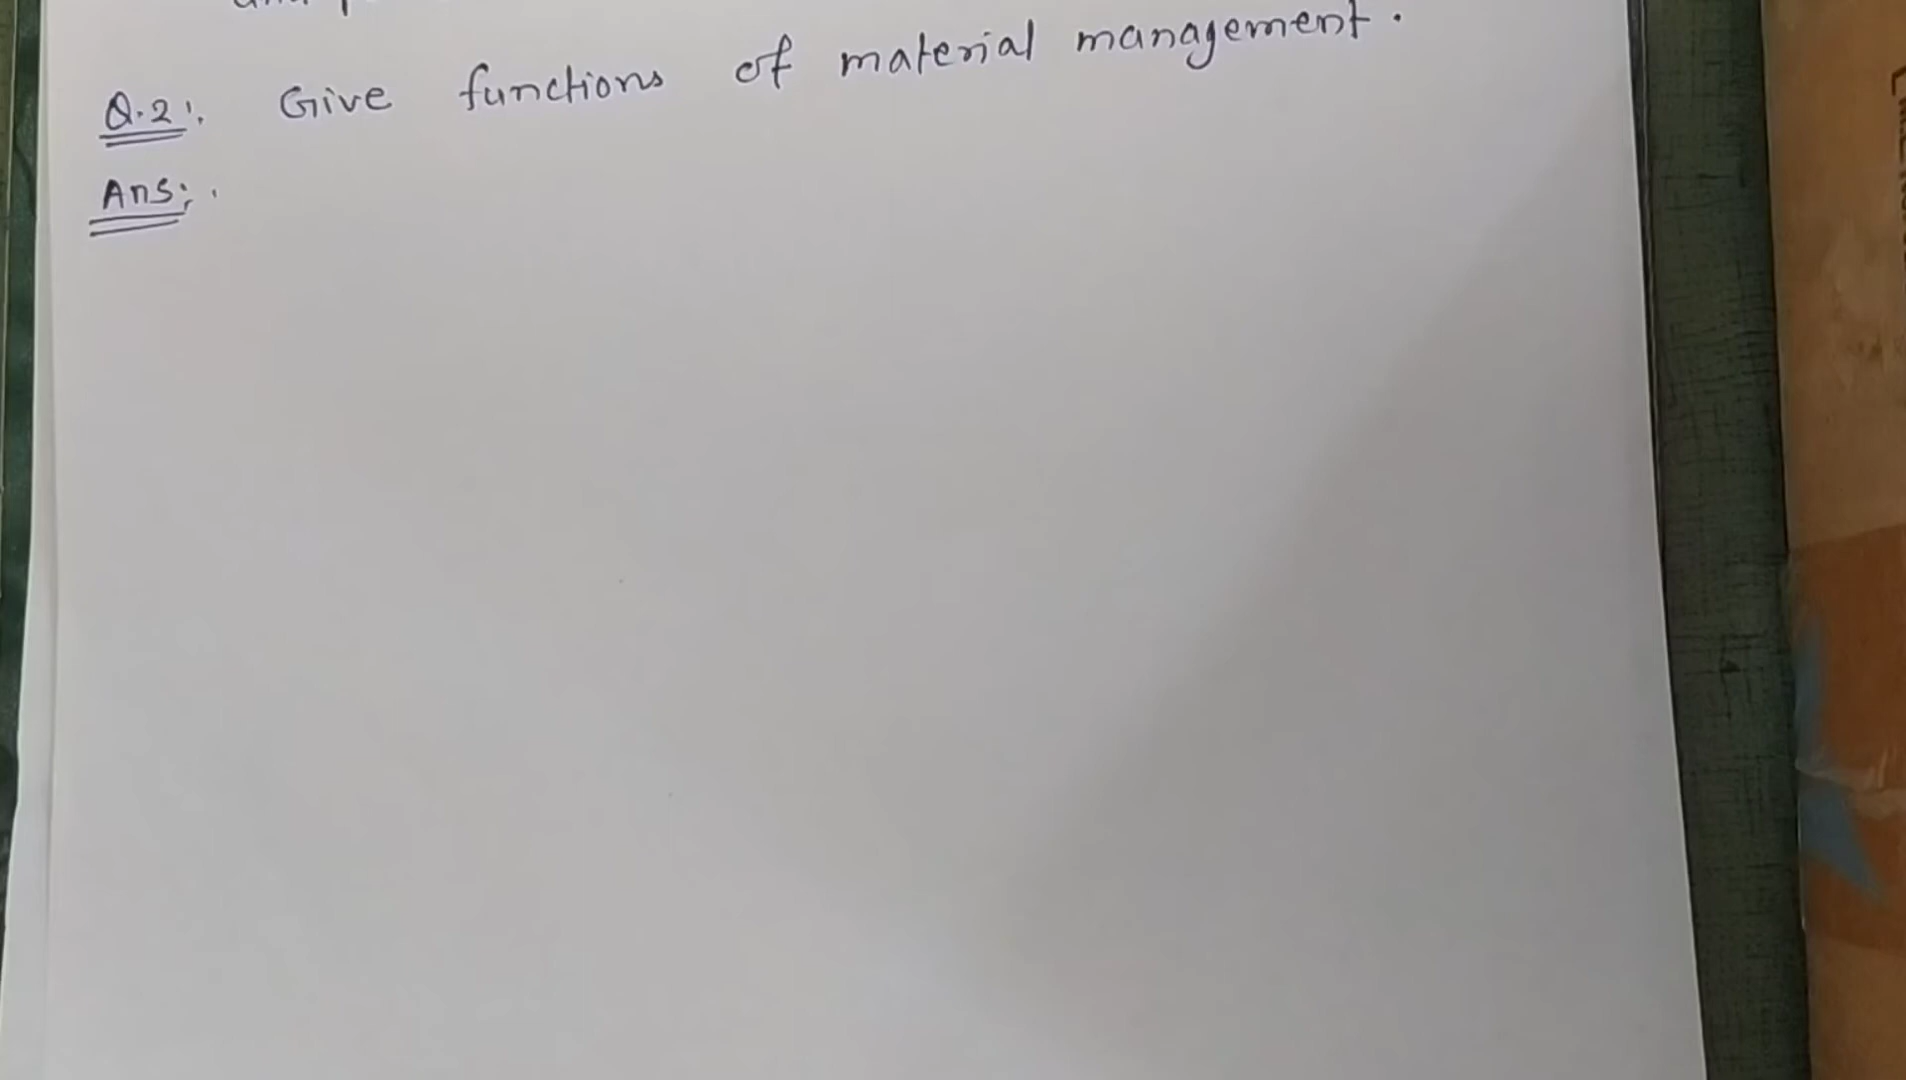 Q.2:. Give functions of material management.
Ans:.